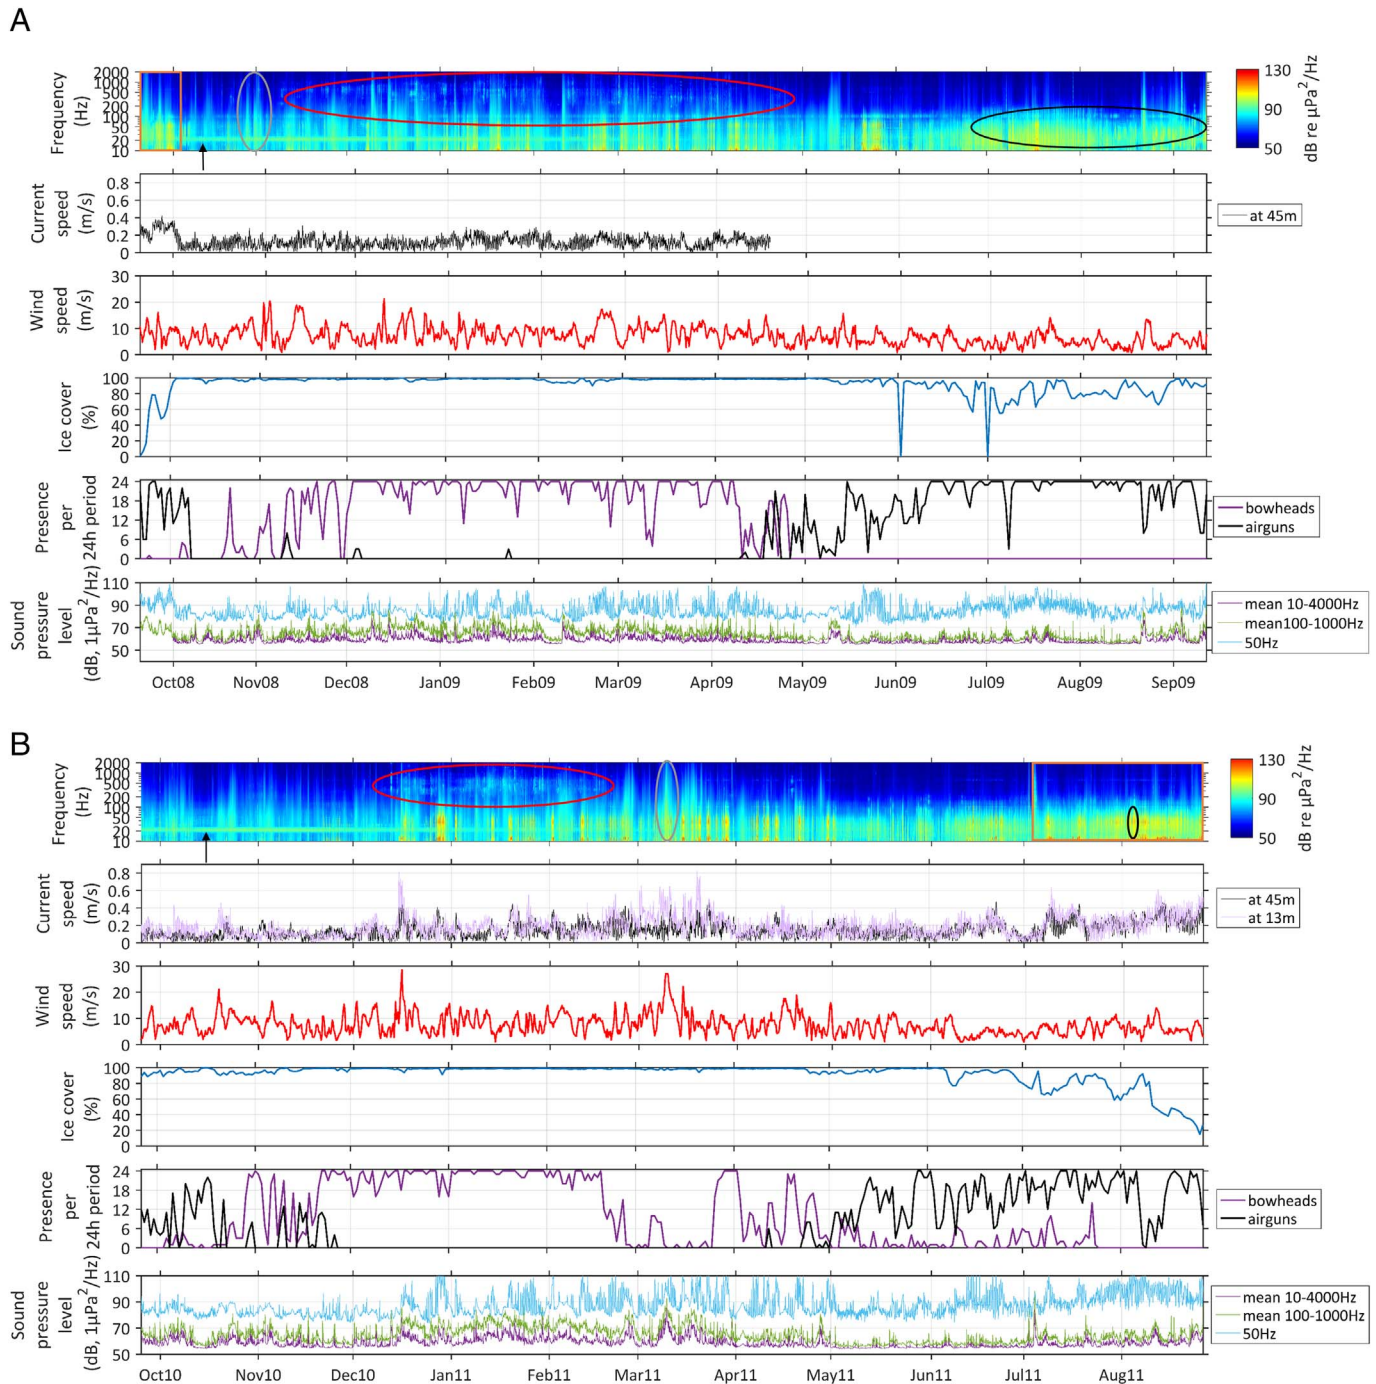 A
Frequency
(Hz)
2000
1000
500
200
100
50
20
10
130
90
50
dB re µPa²/Hz
Current
speed
(m/s)
0.8
0.6
0.4
0.2
0
at 45m
Wind
speed
(m/s)
30
20
10
0
Ice cover
(%)
100
80
60
40
20
0
Presence
per
24h period
24
18
12
6
0
bowheads
airguns
Sound
pressure
level
(dB, 1µPa²/Hz)
110
90
70
50
mean 10-4000Hz
mean100-1000Hz
50Hz
Oct08 Nov08 Dec08 Jan09 Feb09 Mar09 Apr09 May09 Jun09 Jul09 Aug09 Sep09
B
Frequency
(Hz)
2000
1000
500
200
100
50
20
10
130
90
50
dB re µPa²/Hz
Current
speed
(m/s)
0.8
0.6
0.4
0.2
0
at 45m
at 13m
Wind
speed
(m/s)
30
20
10
0
Ice cover
(%)
100
80
60
40
20
0
Presence
per
24h period
24
18
12
6
0
bowheads
airguns
Sound
pressure
level
(dB, 1µPa²/Hz)
110
90
70
50
mean 10-4000Hz
mean 100-1000Hz
50Hz
Oct10 Nov10 Dec10 Jan11 Feb11 Mar11 Apr11 May11 Jun11 Jul11 Aug11